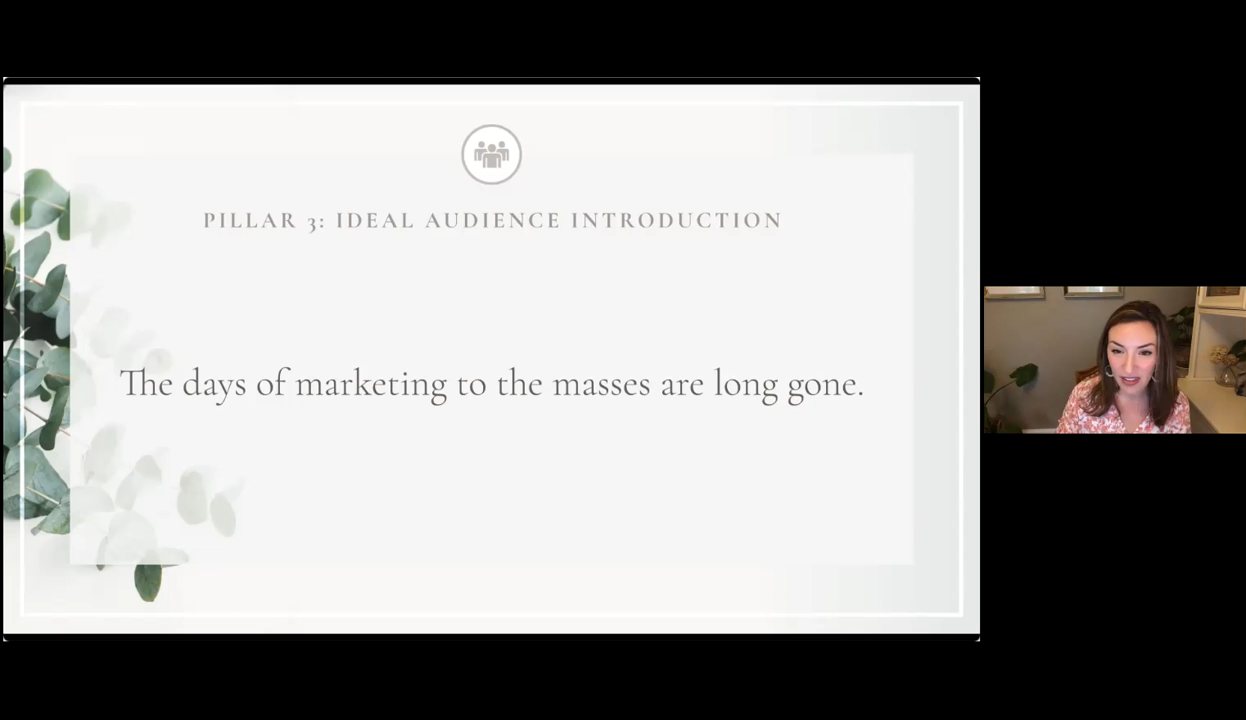 PILLAR 3: IDEAL AUDIENCE INTRODUCTION
The days of marketing to the masses are long gone.